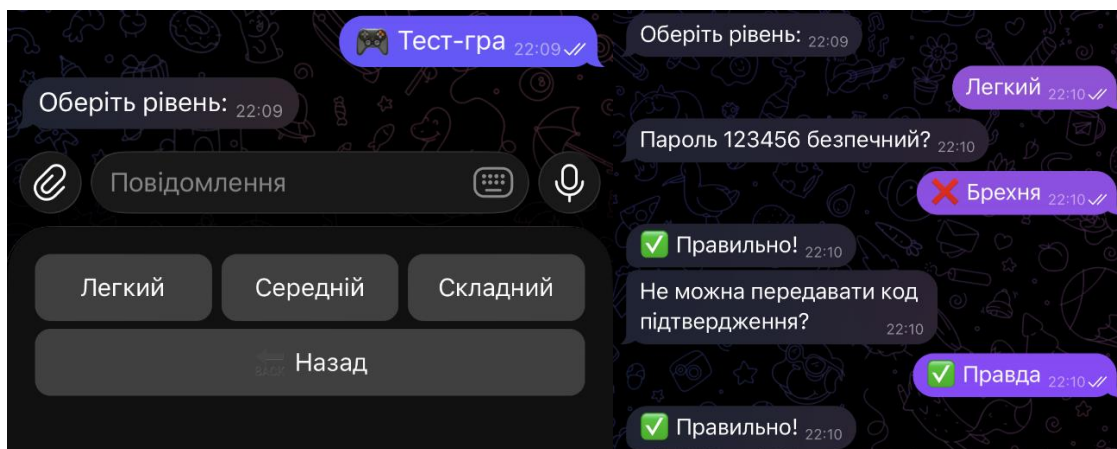 🎮 Тест-гра 22:09
Оберіть рівень: 22:09
Повідомлення
Легкий Середній Складний
🔙 Назад
Оберіть рівень: 22:09
Легкий 22:10
Пароль 123456 безпечний? 22:10
❌ Брехня 22:10
✅ Правильно! 22:10
Не можна передавати код
підтвердження? 22:10
✅ Правда 22:10
✅ Правильно! 22:10